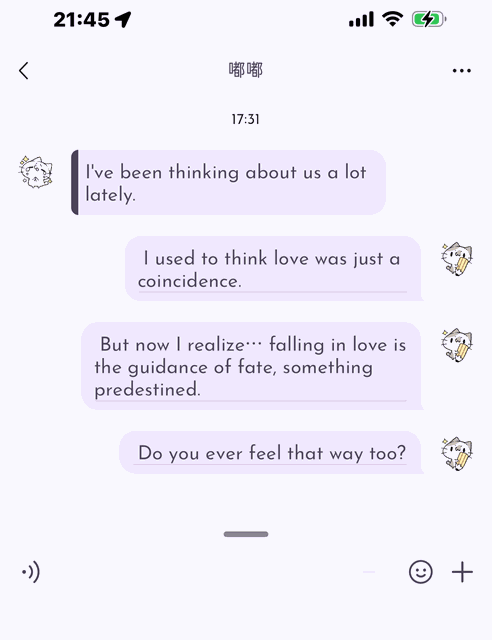 21:45
嘟嘟
17:31
I've been thinking about us a lot
lately.
I used to think love was just a
coincidence.
But now I realize··· falling in love is
the guidance of fate, something
predestined.
Do you ever feel that way too?